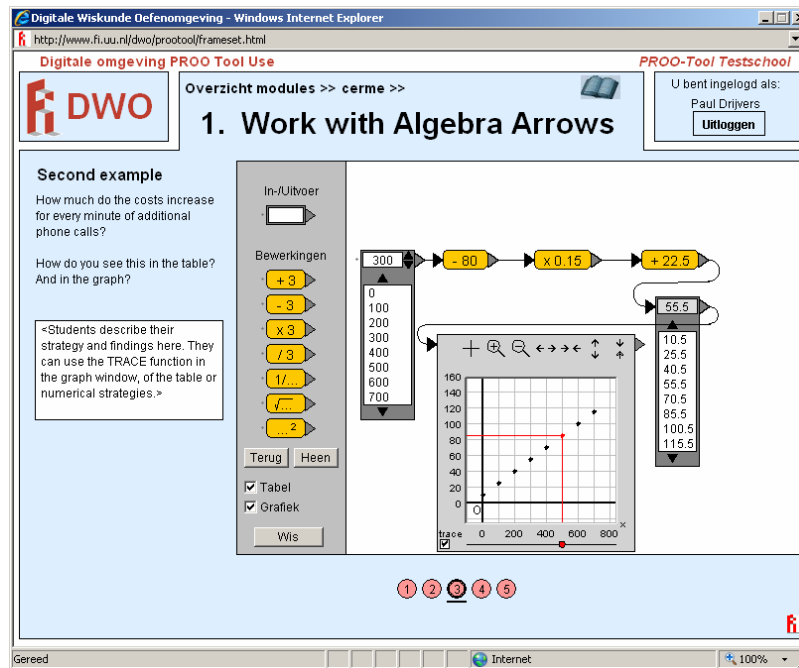 Digitale Wiskunde Oefenomgeving - Windows Internet Explorer
http://www.fi.uu.nl/dwo/prootool/frameset.html
Digitale omgeving PROO Tool Use
PROO-Tool Testschool
DWO
Overzicht modules >> cerme >>
1. Work with Algebra Arrows
U bent ingelogd als:
Paul Drijvers
Uitloggen
Second example
How much do the costs increase
for every minute of additional
phone calls?
How do you see this in the table?
And in the graph?
<Students describe their
strategy and findings here. They
can use the TRACE function in
the graph window, of the table or
numerical strategies.>
In-/Uitvoer
Bewerkingen
+ 3
- 3
x 3
/ 3
1/...
√...
...²
Terug Heen
Tabel
Grafiek
Wis
300
0
100
200
300
400
500
600
700
- 80
x 0.15
+ 22.5
55.5
10.5
25.5
40.5
55.5
70.5
85.5
100.5
115.5
160
140
120
100
80
60
40
20
0
O
x
trace
0 200 400 600 800
1 2 3 4 5
Gereed
Internet
100%